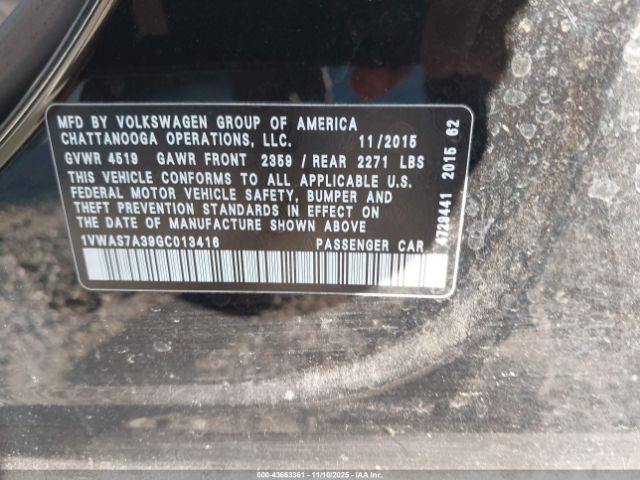 MFD BY VOLKSWAGEN GROUP OF AMERICA
CHATTANOOGA OPERATIONS, LLC. 11/2015
GVWR 4519 GAWR FRONT 2359 / REAR 2271 LBS
THIS VEHICLE CONFORMS TO ALL APPLICABLE U.S.
FEDERAL MOTOR VEHICLE SAFETY, BUMPER AND
THEFT PREVENTION STANDARDS IN EFFECT ON
THE DATE OF MANUFACTURE SHOWN ABOVE
1VWAS7A39GC013416 PASSENGER CAR
4729441 2015 62
000-43663361 - 11/10/2025 - IAA Inc.